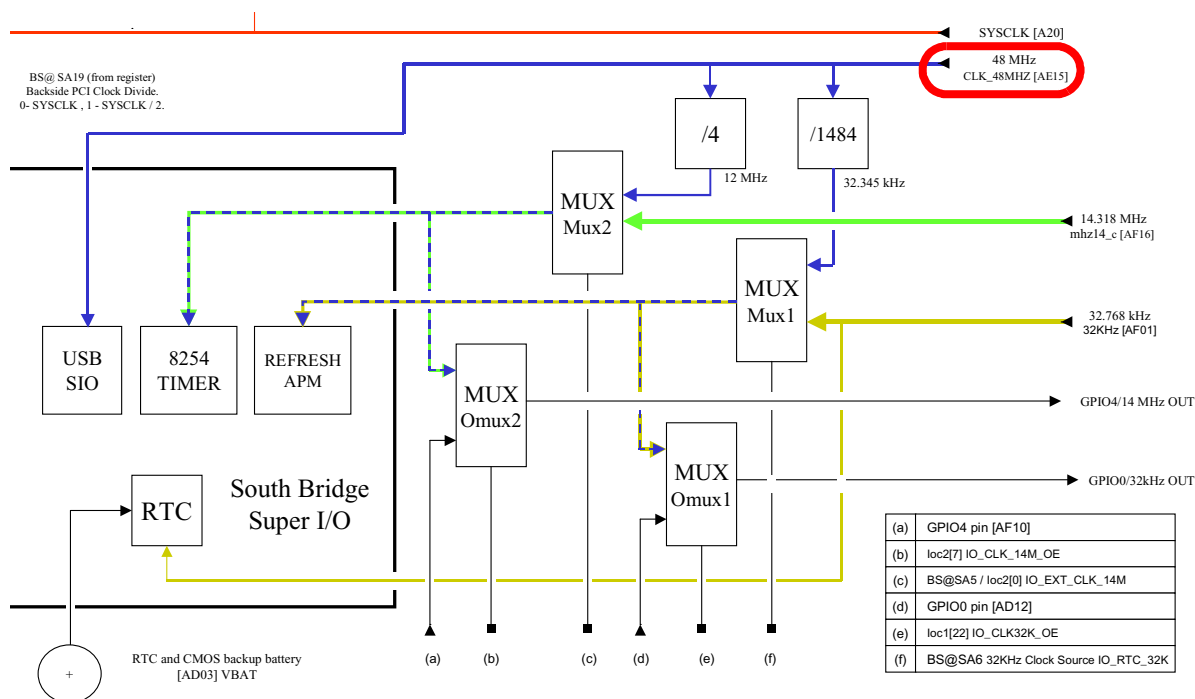 SYSCLK [A20]
48 MHz
CLK_48MHZ [AE15]
BS@ SA19 (from register)
Backside PCI Clock Divide.
0- SYSCLK , 1 - SYSCLK / 2.
/4
/1484
12 MHz
32.345 kHz
MUX
Mux2
14.318 MHz
mhz14_c [AF16]
MUX
Mux1
32.768 kHz
32KHz [AF01]
USB
SIO
8254
TIMER
REFRESH
APM
MUX
Omux2
GPIO4/14 MHz OUT
MUX
Omux1
GPIO0/32kHz OUT
RTC
South Bridge
Super I/O
(a) GPIO4 pin [AF10]
(b) loc2[7] IO_CLK_14M_OE
(c) BS@SA5 / loc2[0] IO_EXT_CLK_14M
(d) GPIO0 pin [AD12]
(e) loc1[22] IO_CLK32K_OE
(f) BS@SA6 32KHz Clock Source IO_RTC_32K
(a) (b) (c) (d) (e) (f)
+
RTC and CMOS backup battery
[AD03] VBAT